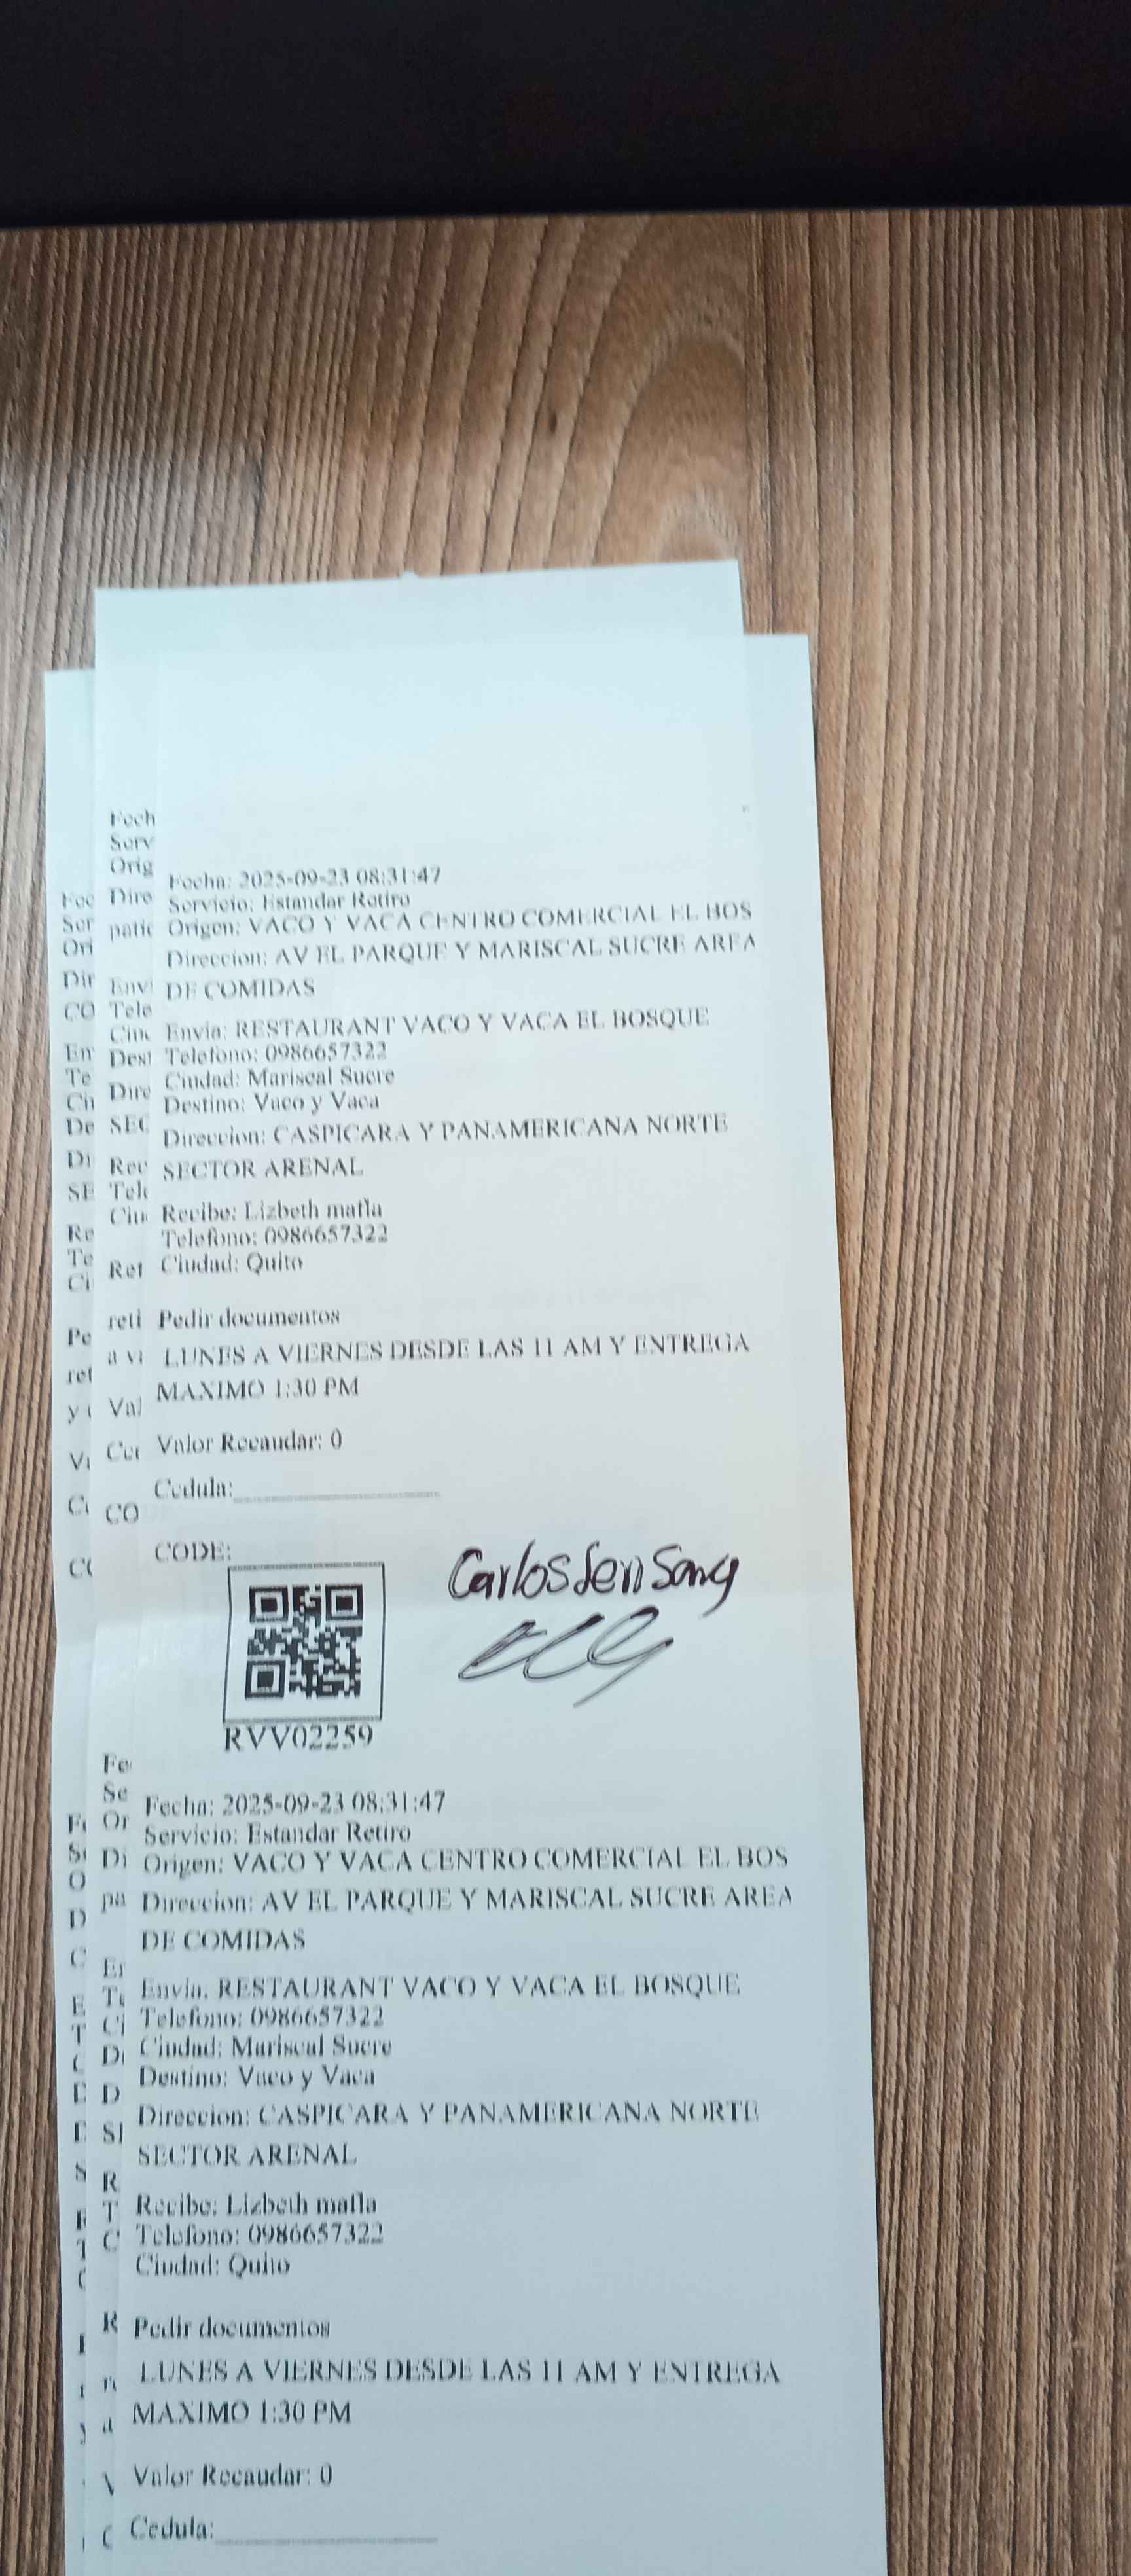 Fecha: 2025-09-23 08:31:47
Servicio: Estandar Retiro
Origen: VACO Y VACA CENTRO COMERCIAL EL BOS
Direccion: AV EL PARQUE Y MARISCAL SUCRE AREA
DE COMIDAS
Envia: RESTAURANT VACO Y VACA EL BOSQUE
Telefono: 0986657322
Ciudad: Mariscal Sucre
Destino: Vaco y Vaca
Direccion: CASPICARA Y PANAMERICANA NORTE
SECTOR ARENAL
Recibe: Lizbeth matla
Telefono: 0986657322
Ciudad: Quito
Pedir documentos
LUNES A VIERNES DESDE LAS 11 AM Y ENTREGA
MAXIMO 1:30 PM
Valor Recaudar: 0
Cedula:
CODE:
Carlos
RVV02259
Fecha: 2025-09-23 08:31:47
Servicio: Estandar Retiro
Origen: VACO Y VACA CENTRO COMERCIAL EL BOS
Direccion: AV EL PARQUE Y MARISCAL SUCRE AREA
DE COMIDAS
Envia: RESTAURANT VACO Y VACA EL BOSQUE
Telefono: 0986657322
Ciudad: Mariscal Sucre
Destino: Vaco y Vaca
Direccion: CASPICARA Y PANAMERICANA NORTE
SECTOR ARENAL
Recibe: Lizbeth matla
Telefono: 0986657322
Ciudad: Quito
Pedir documentos
LUNES A VIERNES DESDE LAS 11 AM Y ENTREGA
MAXIMO 1:30 PM
Valor Recaudar: 0
Cedula: